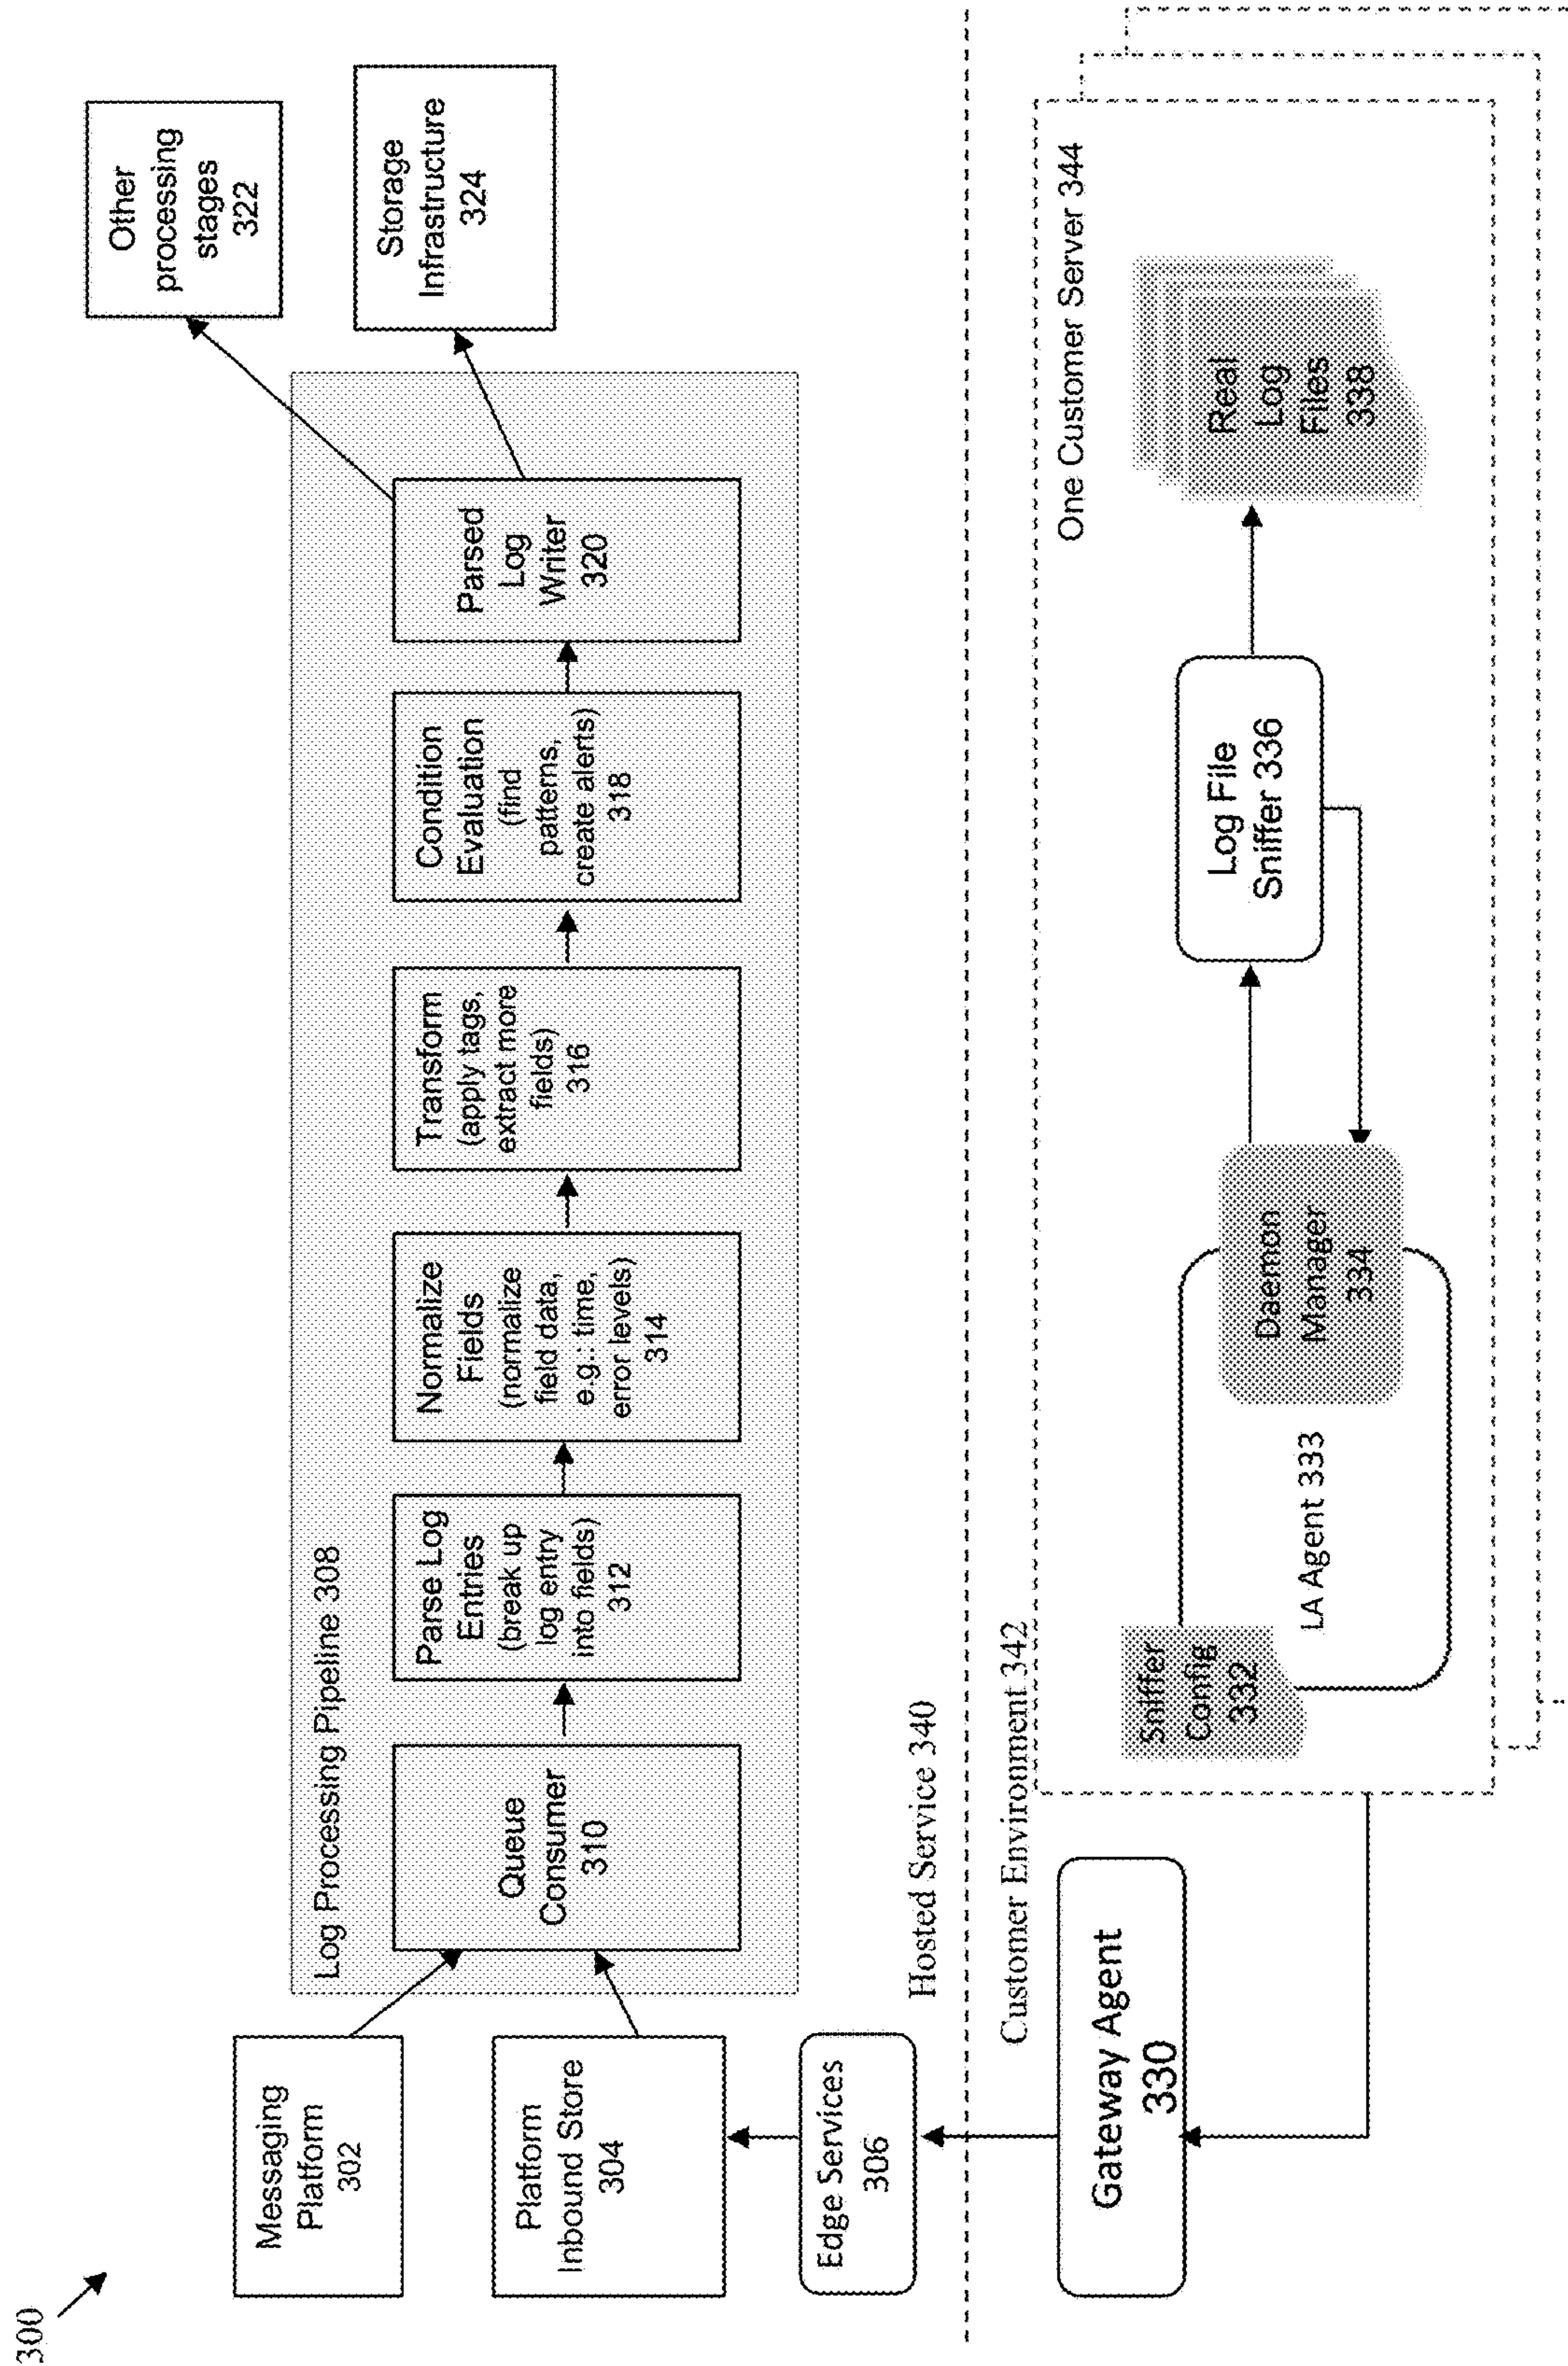 300
Messaging
Platform
302
Platform
Inbound Store
304
Edge Services
306
Log Processing Pipeline 308
Queue
Consumer
310
Parse Log
Entries
(break up
log entry
into fields)
312
Normalize
Fields
(normalize
field data,
e.g.: time,
error levels)
314
Transform
(apply tags,
extract more
fields)
316
Condition
Evaluation
(find
patterns,
create alerts)
318
Parsed
Log
Writer
320
Other
processing
stages
322
Storage
Infrastructure
324
Hosted Service 340
Customer Environment 342
Gateway Agent
330
One Customer Server 344
Sniffer
Config
332
LA Agent 333
Daemon
Manager
334
Log File
Sniffer 336
Real
Log
Files
338